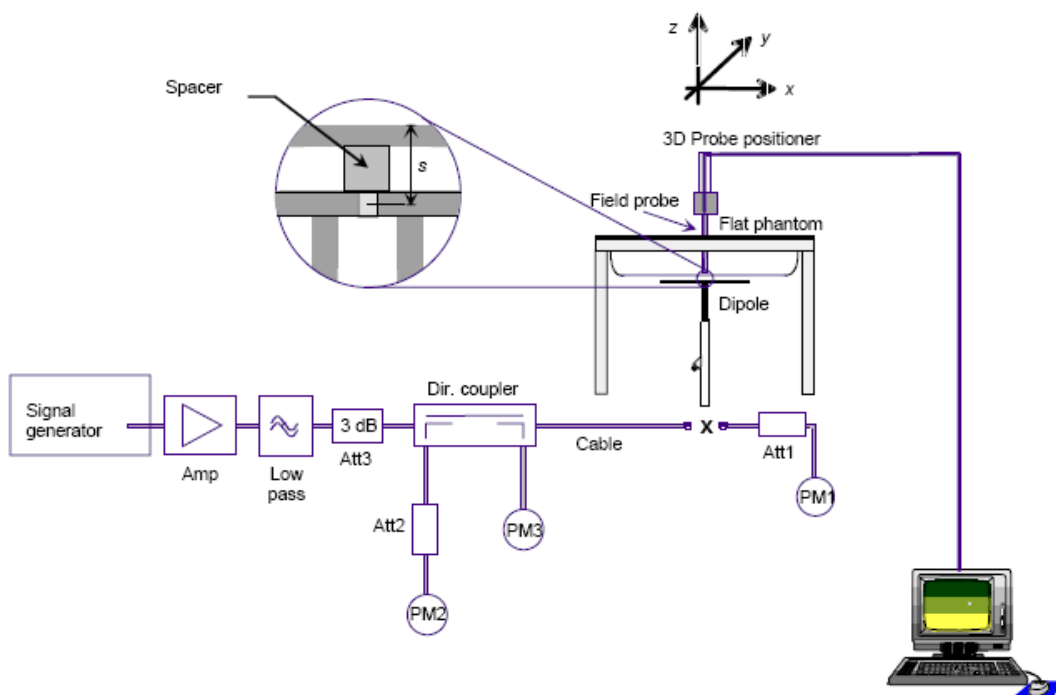 z
y
x
Spacer
s
3D Probe positioner
Field probe
Flat phantom
Dipole
Signal
generator
Amp
Low
pass
3 dB
Att3
Dir. coupler
Cable
X
Att1
PM1
Att2
PM3
PM2